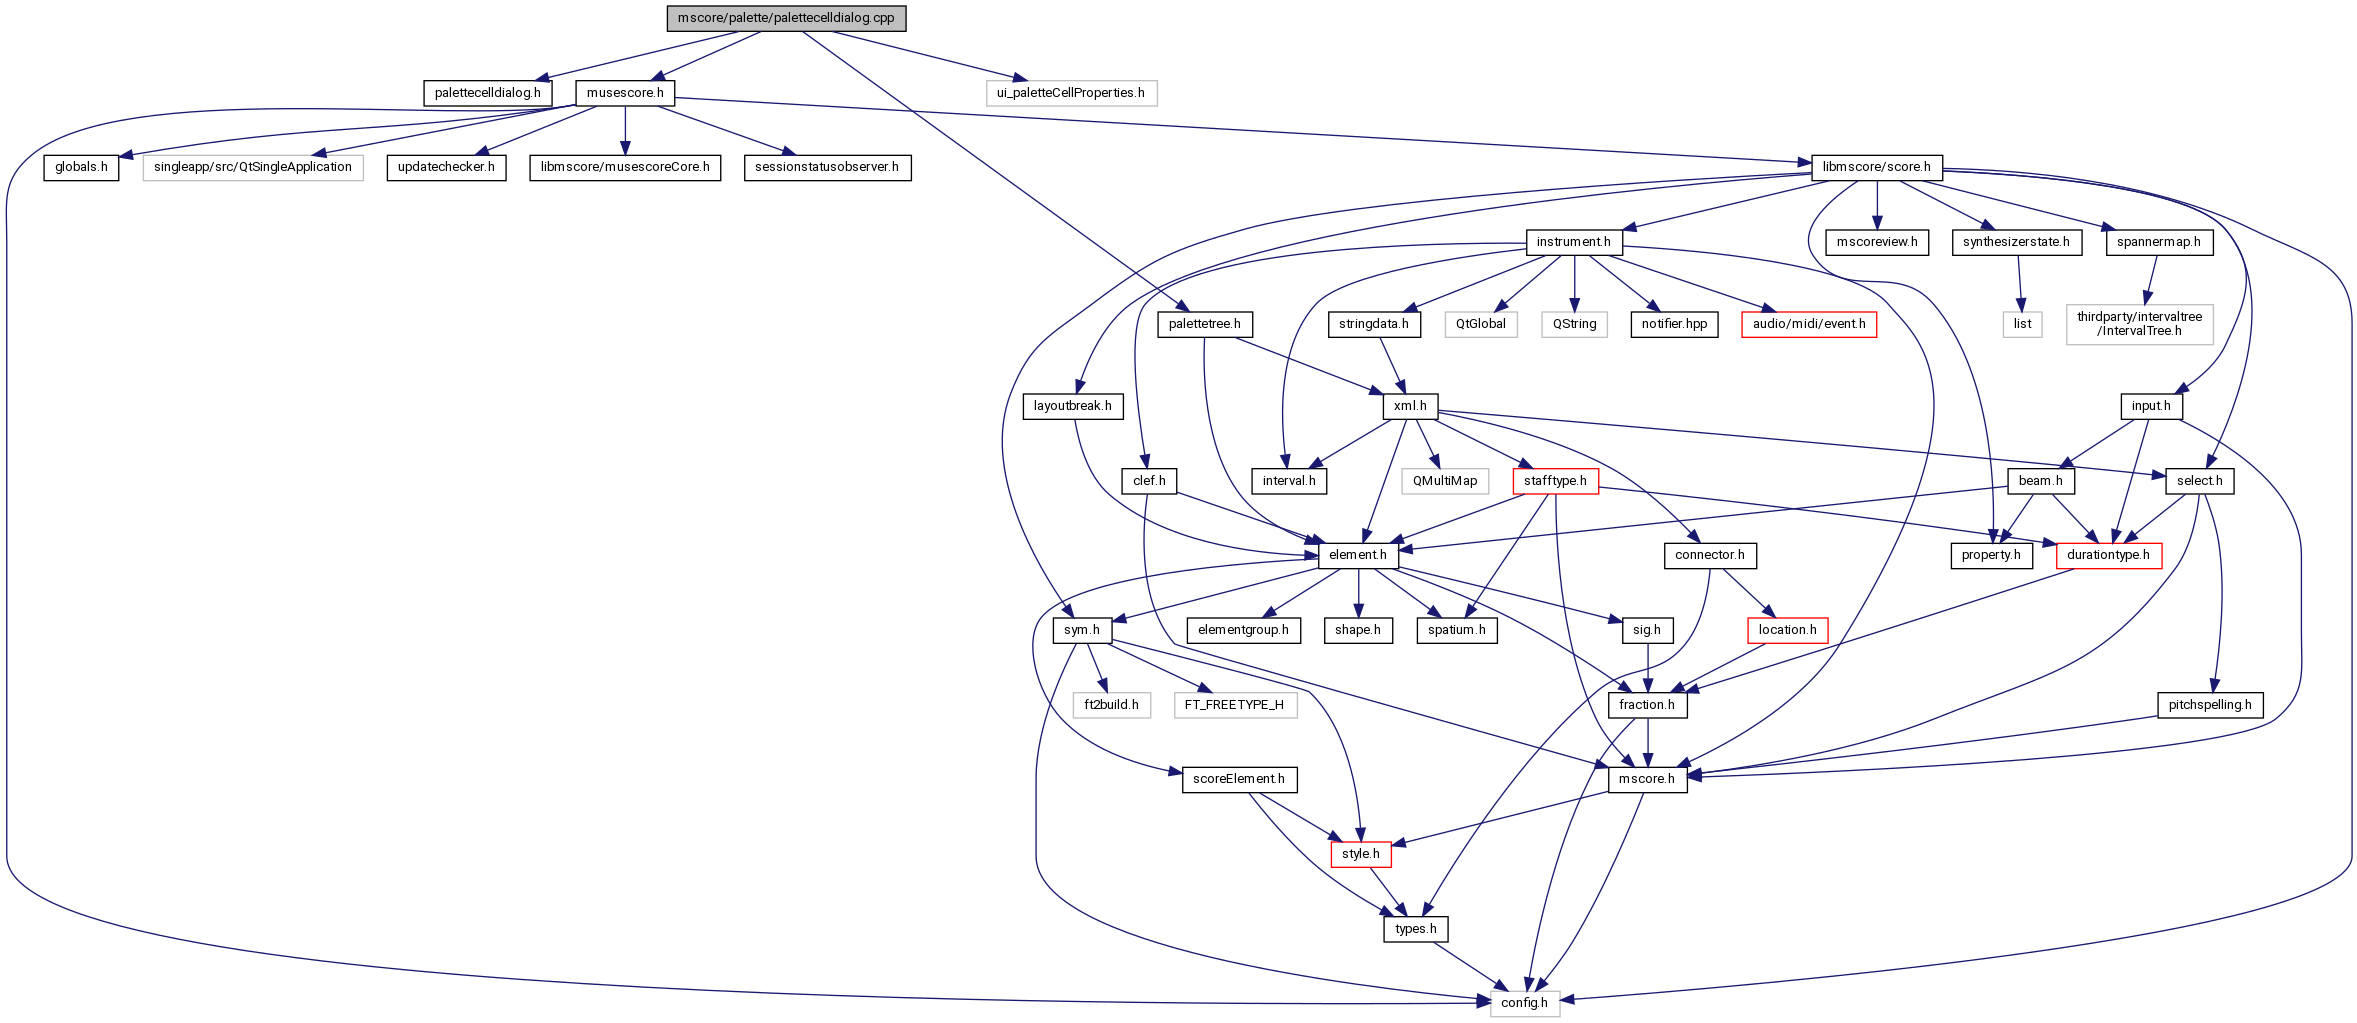 mscore/palette/palettecelldialog.cpp
palettecelldialog.h
musescore.h
ui_paletteCellProperties.h
globals.h
singleapp/src/QtSingleApplication
updatechecker.h
libmscore/musescoreCore.h
sessionstatusobserver.h
libmscore/score.h
instrument.h
mscoreview.h
synthesizerstate.h
spannermap.h
palettetree.h
stringdata.h
QtGlobal
QString
notifier.hpp
audio/midi/event.h
list
thirdparty/intervaltree
/IntervalTree.h
layoutbreak.h
xml.h
input.h
clef.h
interval.h
QMultiMap
stafftype.h
beam.h
select.h
element.h
connector.h
property.h
durationtype.h
sym.h
elementgroup.h
shape.h
spatium.h
sig.h
location.h
ft2build.h
FT_FREETYPE_H
fraction.h
pitchspelling.h
scoreElement.h
mscore.h
style.h
types.h
config.h